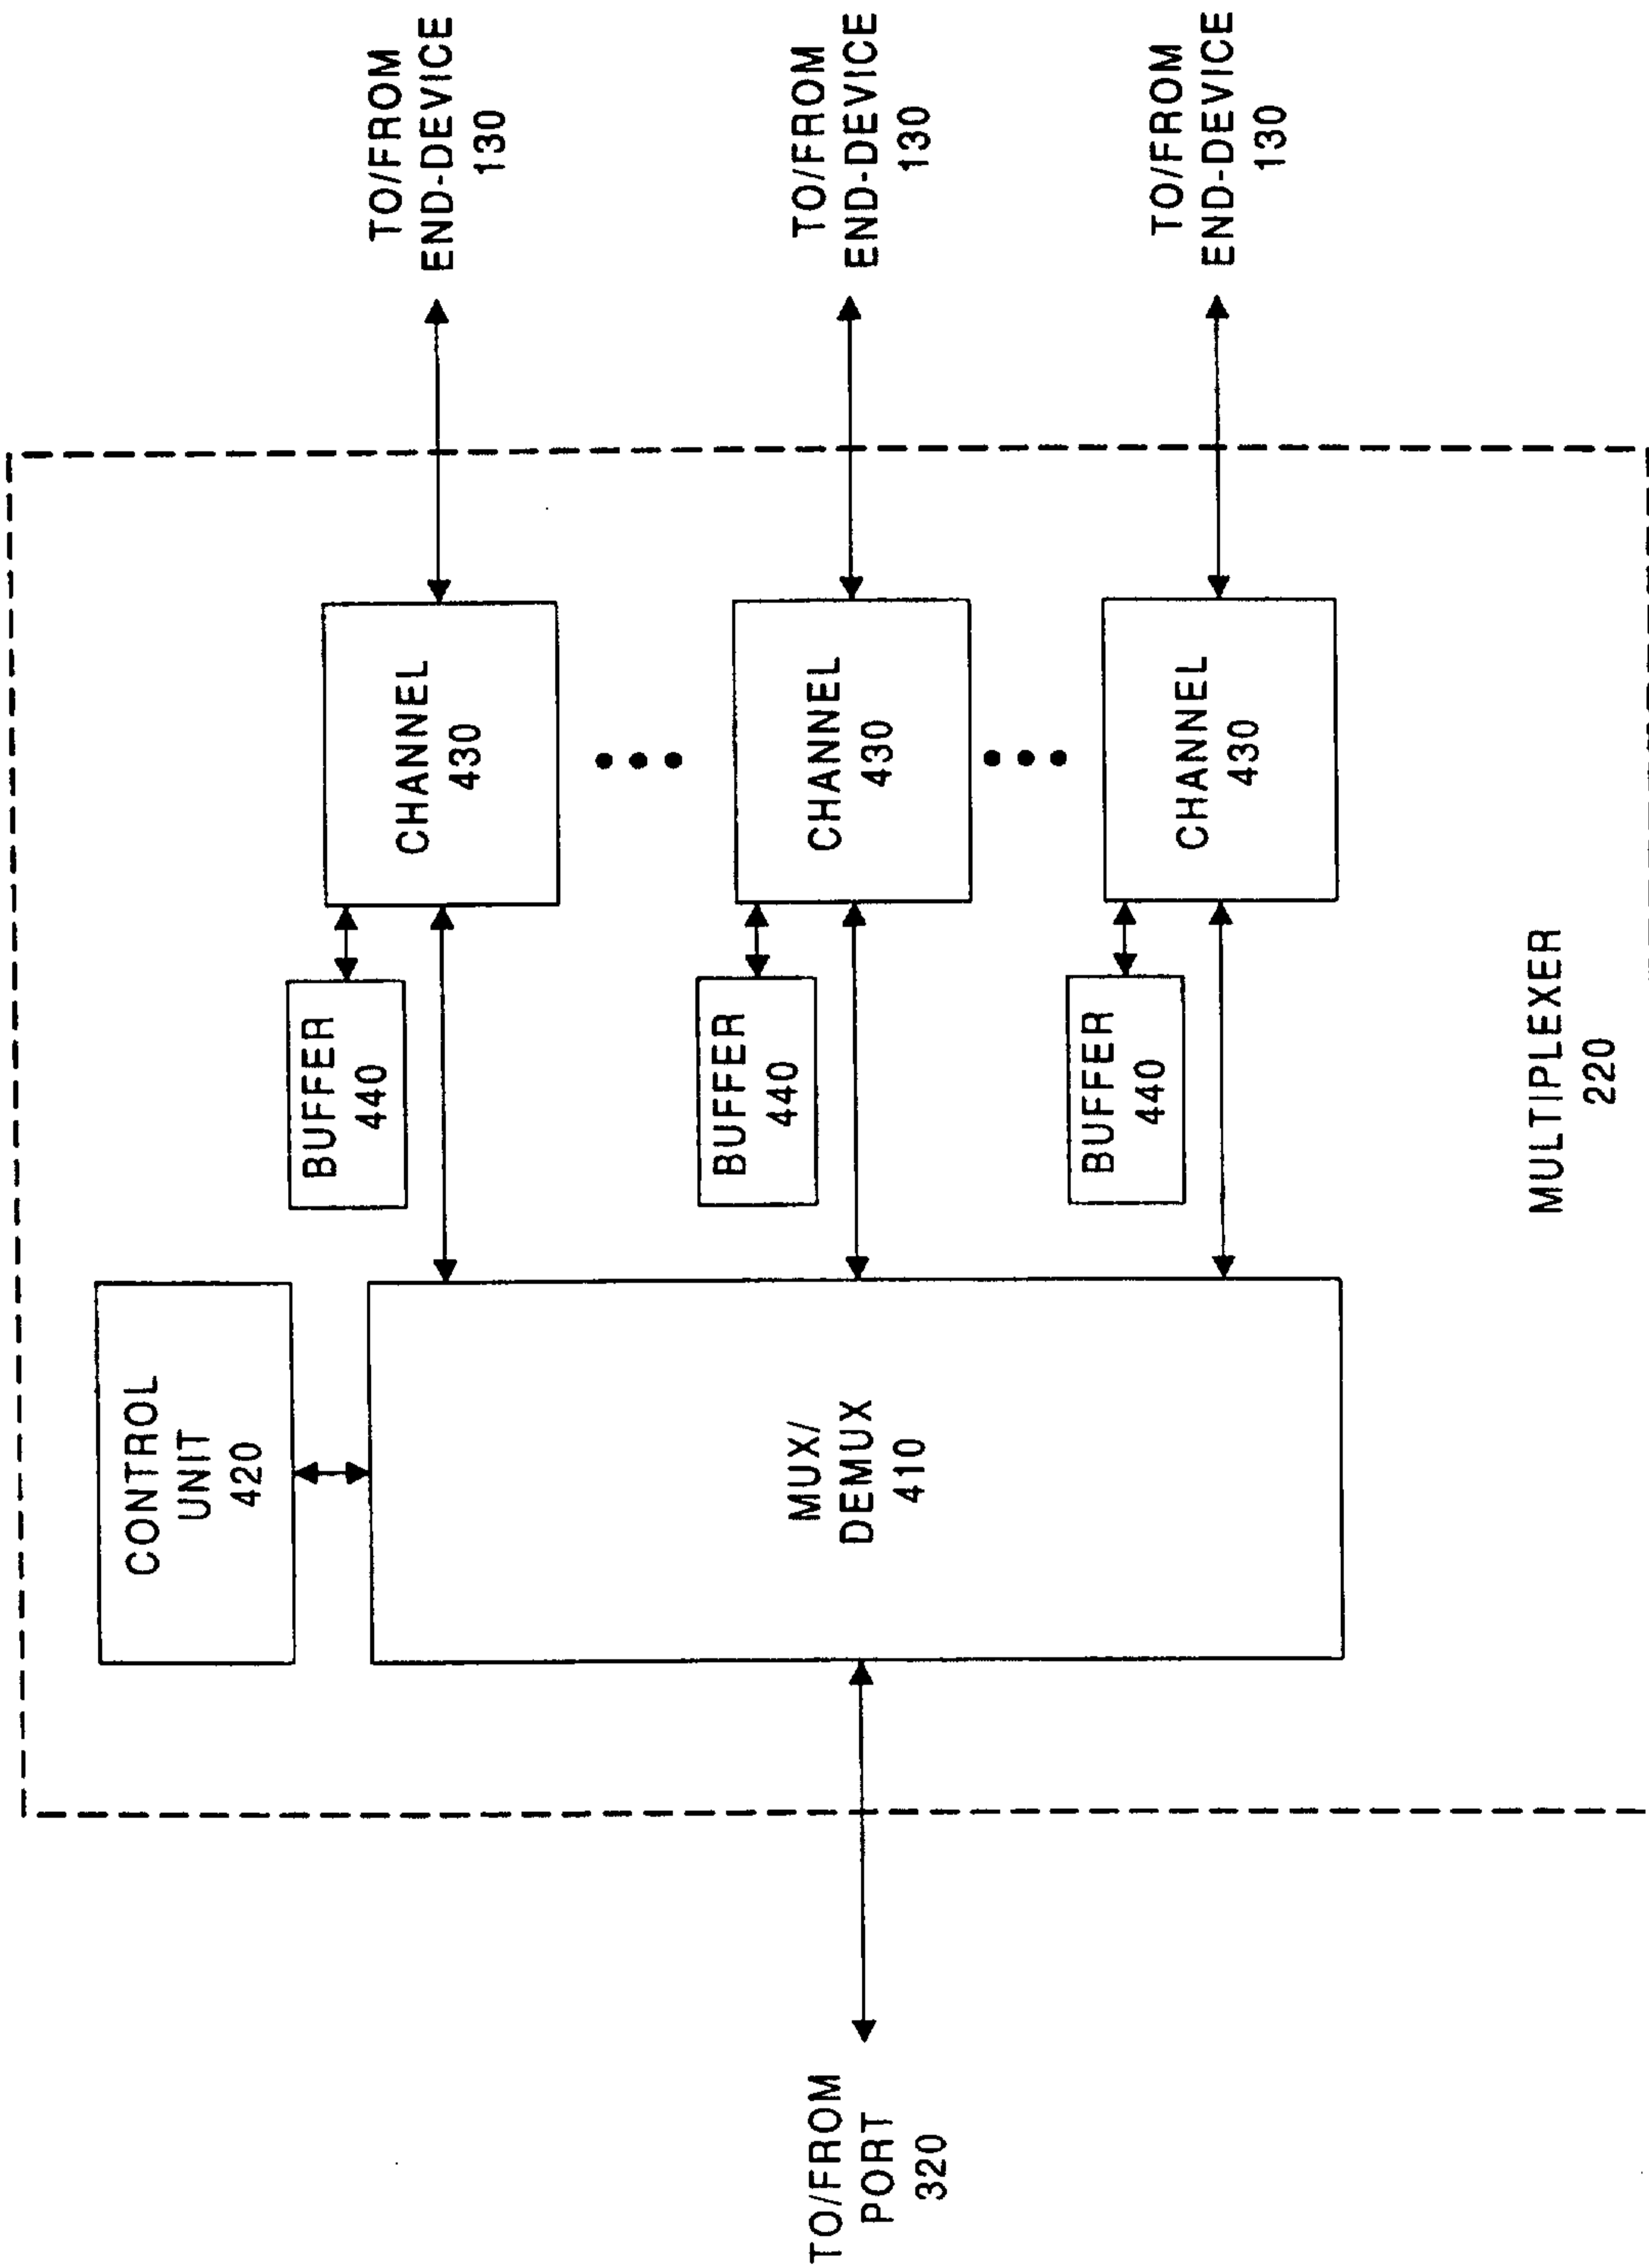 CONTROL
UNIT
420
TO/FROM
PORT
320
MUX/
DEMUX
410
BUFFER
440
CHANNEL
430
TO/FROM
END-DEVICE
130
BUFFER
440
CHANNEL
430
TO/FROM
END-DEVICE
130
BUFFER
440
CHANNEL
430
TO/FROM
END-DEVICE
130
MULTIPLEXER
220